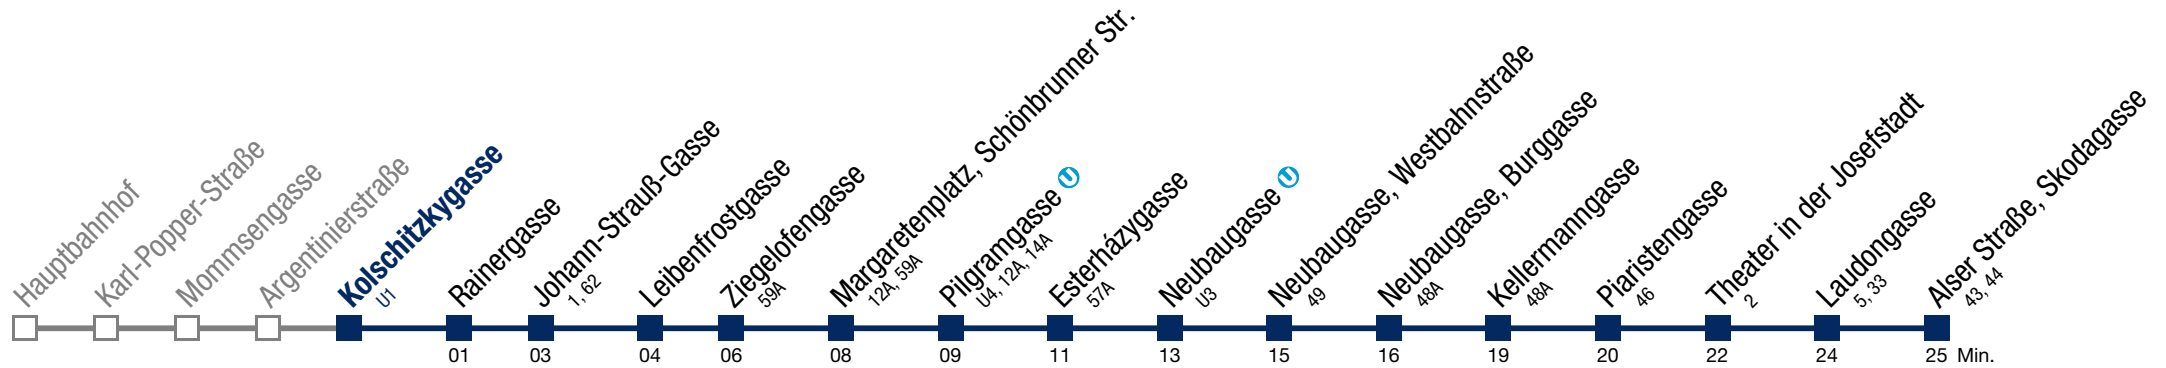 Hauptbahnhof
Karl-Popper-Straße
Mommsengasse
Argentinierstraße
Kolschitzkygasse
U1
Rainergasse
Johann-Strauß-Gasse
1, 62
Leibenfrostgasse
Ziegelofengasse
59A
Margaretenplatz, Schönbrunner Str.
12A, 59A
Pilgramgasse
U4, 12A, 14A
Esterházygasse
57A
Neubaugasse
U3
Neubaugasse, Westbahnstraße
49
Neubaugasse, Burggasse
48A
Kellermanngasse
48A
Piaristengasse
46
Theater in der Josefstadt
2
Laudongasse
5, 33
Alser Straße, Skodagasse
43, 44
01 03 04 06 08 09 11 13 15 16 19 20 22 24 25 Min.